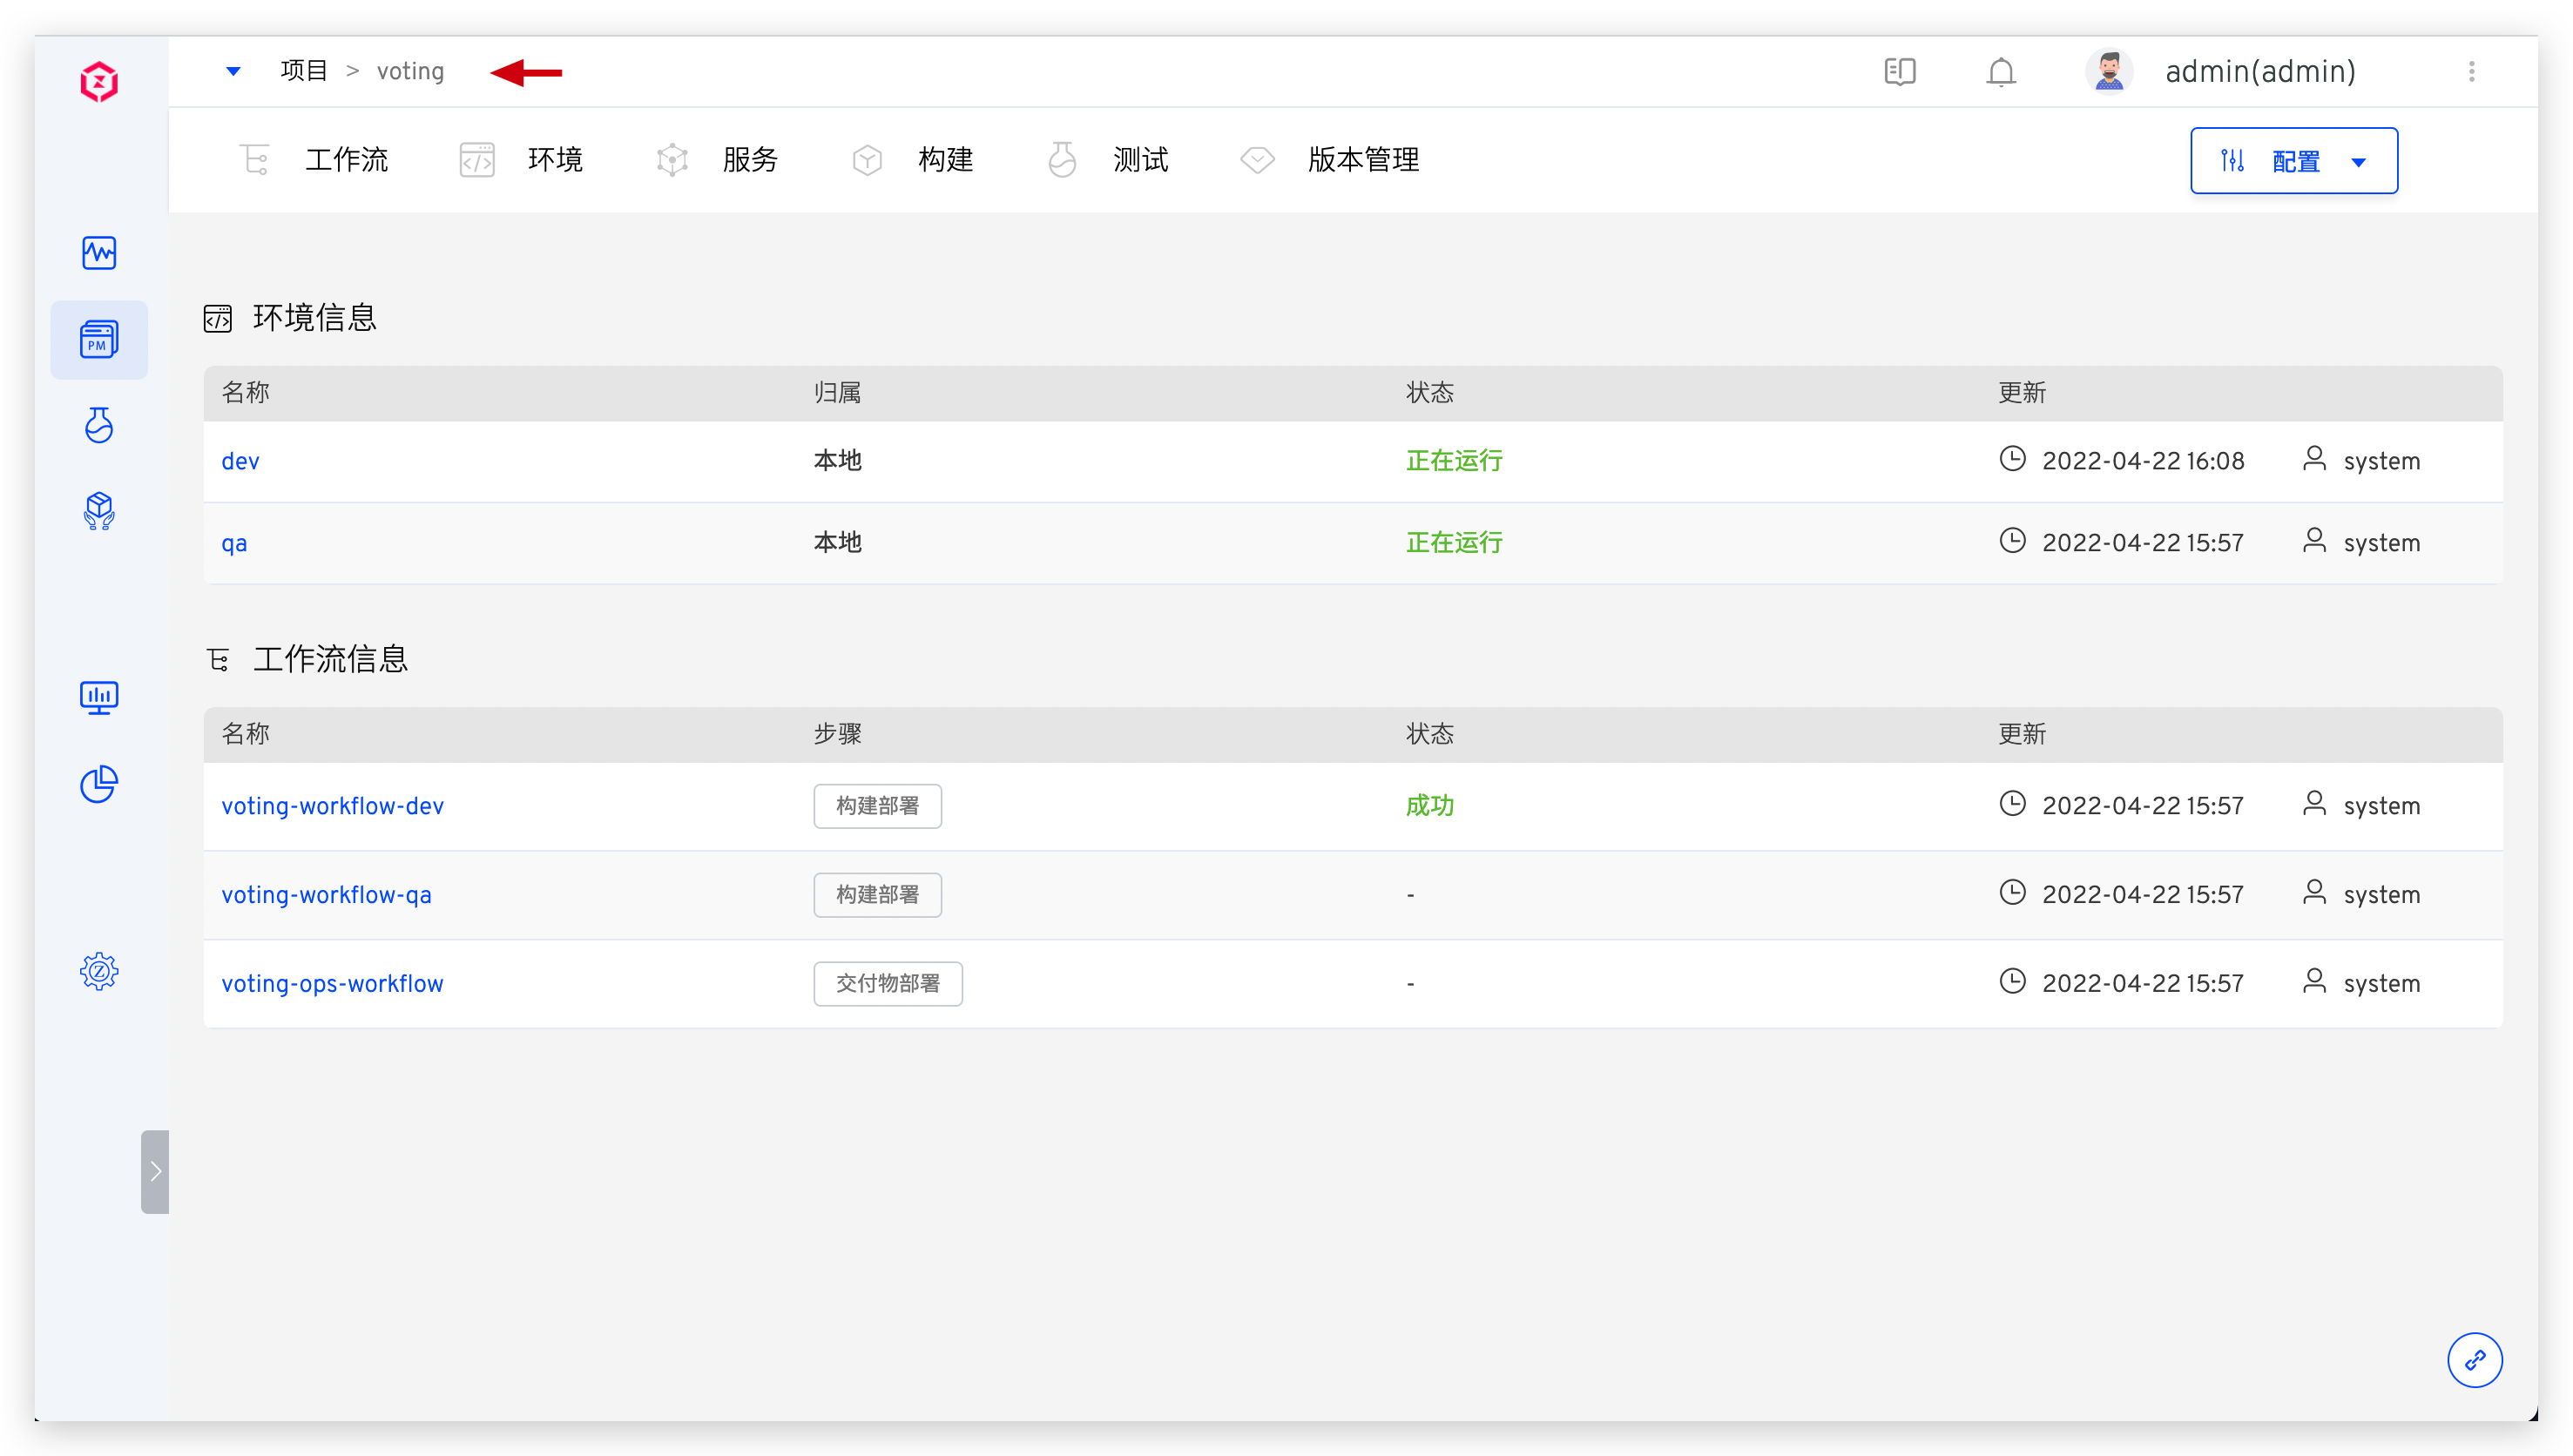 项目 > voting
admin(admin)
工作流 环境 服务 构建 测试 版本管理 配置
PM
环境信息
名称 归属 状态 更新
dev 本地 正在运行 2022-04-22 16:08 system
qa 本地 正在运行 2022-04-22 15:57 system
工作流信息
名称 步骤 状态 更新
voting-workflow-dev 构建部署 成功 2022-04-22 15:57 system
voting-workflow-qa 构建部署 - 2022-04-22 15:57 system
voting-ops-workflow 交付物部署 - 2022-04-22 15:57 system